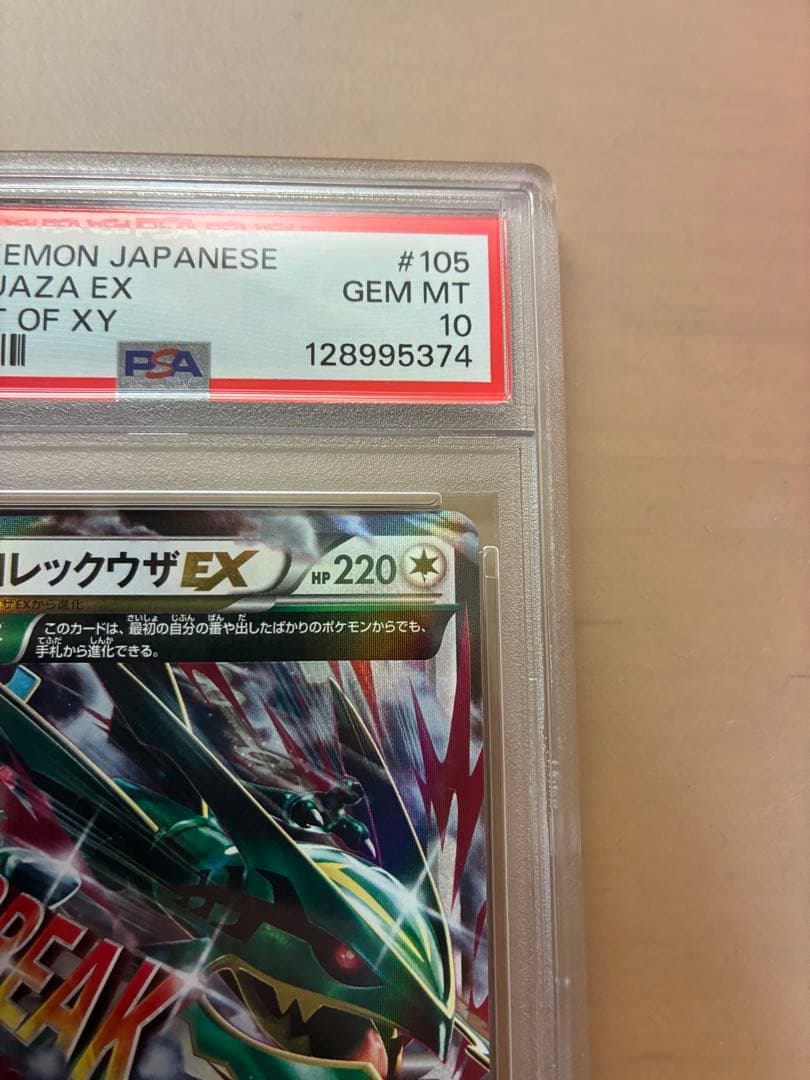 EMON JAPANESE #105
UAZA EX GEM MT
T OF XY 10
PSA 128995374
レックウザEX HP220
ザEXから進化
このカードは、最初の自分の番や出したばかりのポケモンからでも、
手札から進化できる。
BREAK